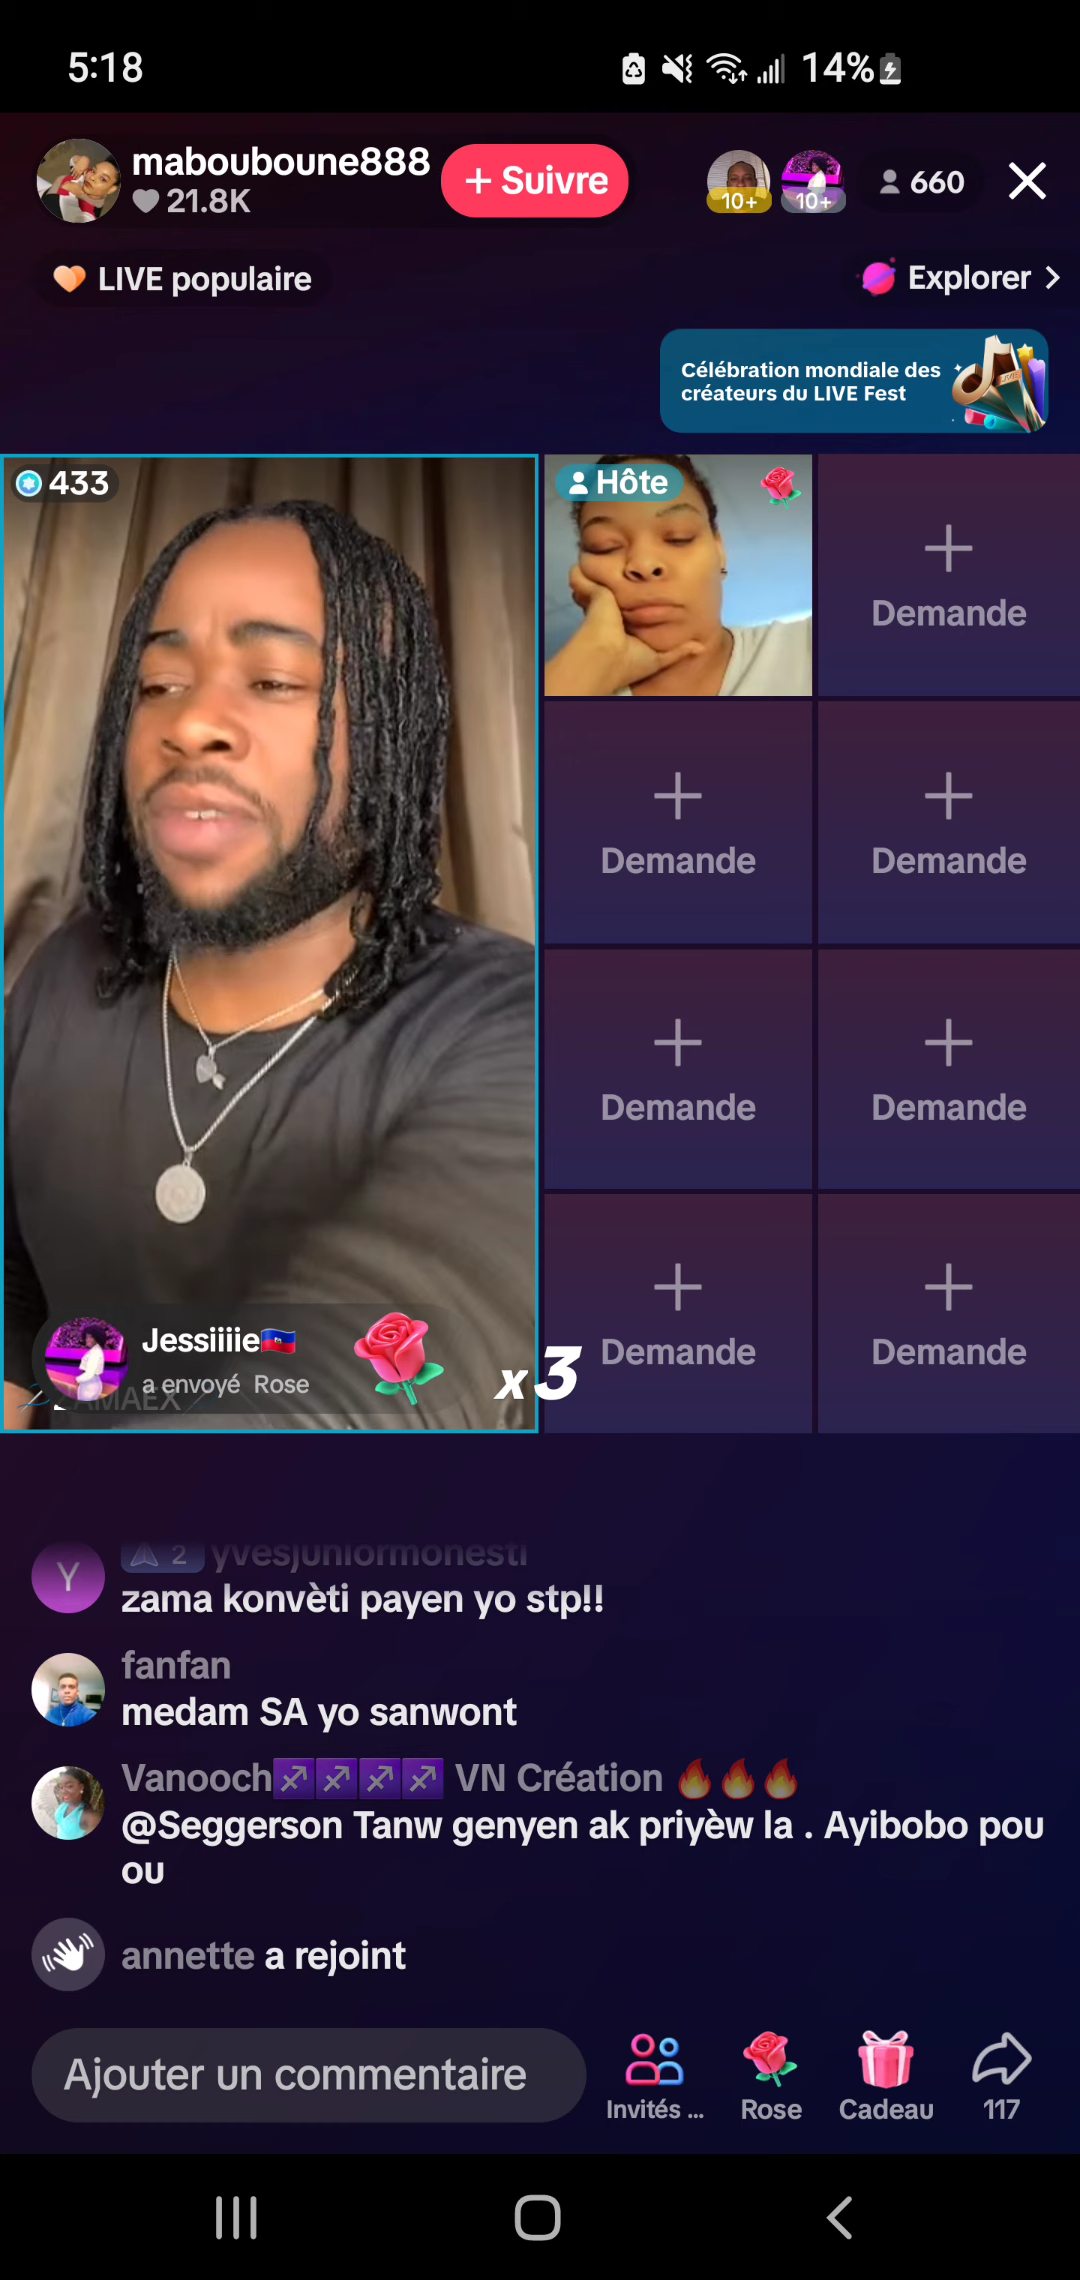 5:18
14%
mabouboune888
21.8K
+ Suivre
10+
10+
660
LIVE populaire
Explorer
Célébration mondiale des
créateurs du LIVE Fest
433
Hôte
Demande
Demande
Demande
Demande
Demande
Demande
Demande
Jessiiiie
a envoyé Rose
x3
2 yvesjuniormonesti
Y
zama konvèti payen yo stp!!
fanfan
medam SA yo sanwont
Vanooch♐♐♐♐ VN Création 🔥🔥🔥
@Seggerson Tanw genyen ak priyèw la . Ayibobo pou
ou
annette a rejoint
Ajouter un commentaire
Invités ...
Rose
Cadeau
117